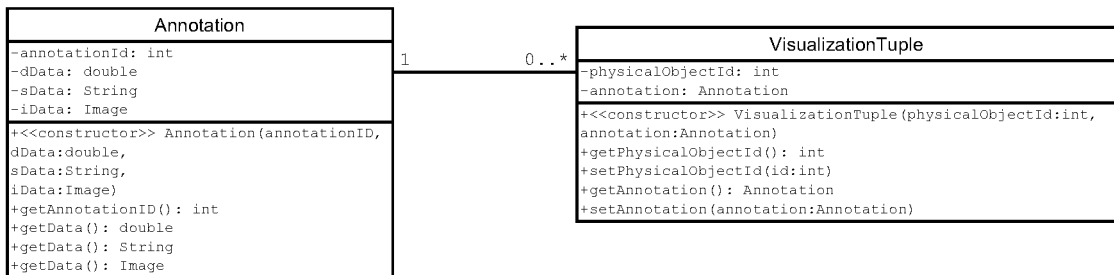 Annotation
-annotationId: int
-dData: double
-sData: String
-iData: Image
+<<constructor>> Annotation(annotationID,
dData:double,
sData:String,
iData:Image)
+getAnnotationID(): int
+getData(): double
+getData(): String
+getData(): Image
1
0..*
VisualizationTuple
-physicalObjectId: int
-annotation: Annotation
+<<constructor>> VisualizationTuple(physicalObjectId:int,
annotation:Annotation)
+getPhysicalObjectId(): int
+setPhysicalObjectId(id:int)
+getAnnotation(): Annotation
+setAnnotation(annotation:Annotation)